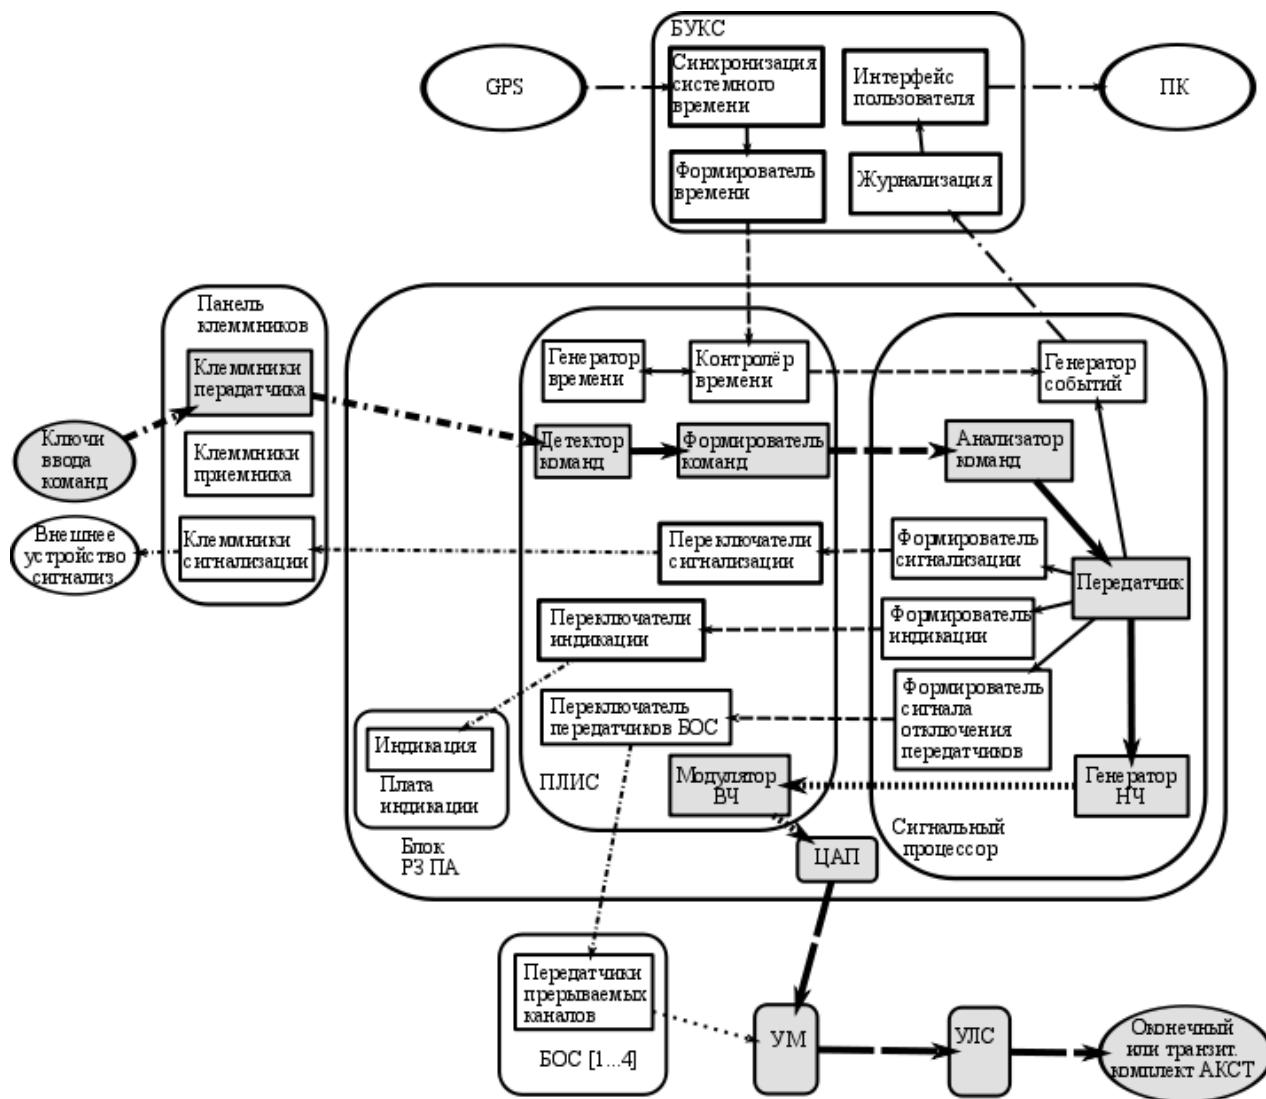 БУКС
GPS
Синхронизация
системного
времени
Интерфейс
пользователя
ПК
Формирователь
времени
Журнализация
Панель
клеммников
Клеммники
перадатчика
Генератор
времени
Контролёр
времени
Генератор
событий
Ключи
ввода
команд
Клеммники
приемника
Детектор
команд
Формирователь
команд
Анализатор
команд
Внешнее
устройство
сигнализ.
Клеммники
сигнализации
Переключатели
сигнализации
Формирователь
сигнализации
Передатчик
Переключатели
индикации
Формирователь
индикации
Переключатель
передатчиков БОС
Формирователь
сигнала
отключения
передатчиков
Индикация
Плата
индикации
ПЛИС
Модулятор
ВЧ
Генератор
НЧ
Блок
РЗ ПА
ЦАП
Сигнальный
процессор
Передатчики
прерываемых
каналов
БОС [1...4]
УМ
УЛС
Оконечный
или транзит.
комплект АКСТ